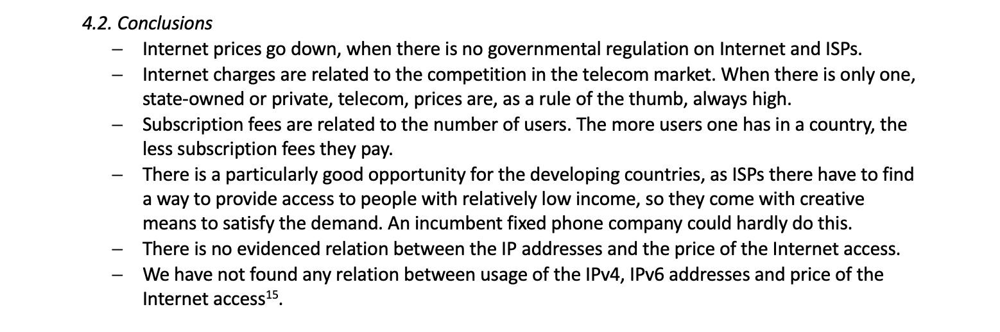 4.2. Conclusions
– Internet prices go down, when there is no governmental regulation on Internet and ISPs.
– Internet charges are related to the competition in the telecom market. When there is only one,
state-owned or private, telecom, prices are, as a rule of the thumb, always high.
– Subscription fees are related to the number of users. The more users one has in a country, the
less subscription fees they pay.
– There is a particularly good opportunity for the developing countries, as ISPs there have to find
a way to provide access to people with relatively low income, so they come with creative
means to satisfy the demand. An incumbent fixed phone company could hardly do this.
– There is no evidenced relation between the IP addresses and the price of the Internet access.
– We have not found any relation between usage of the IPv4, IPv6 addresses and price of the
Internet access¹⁵.